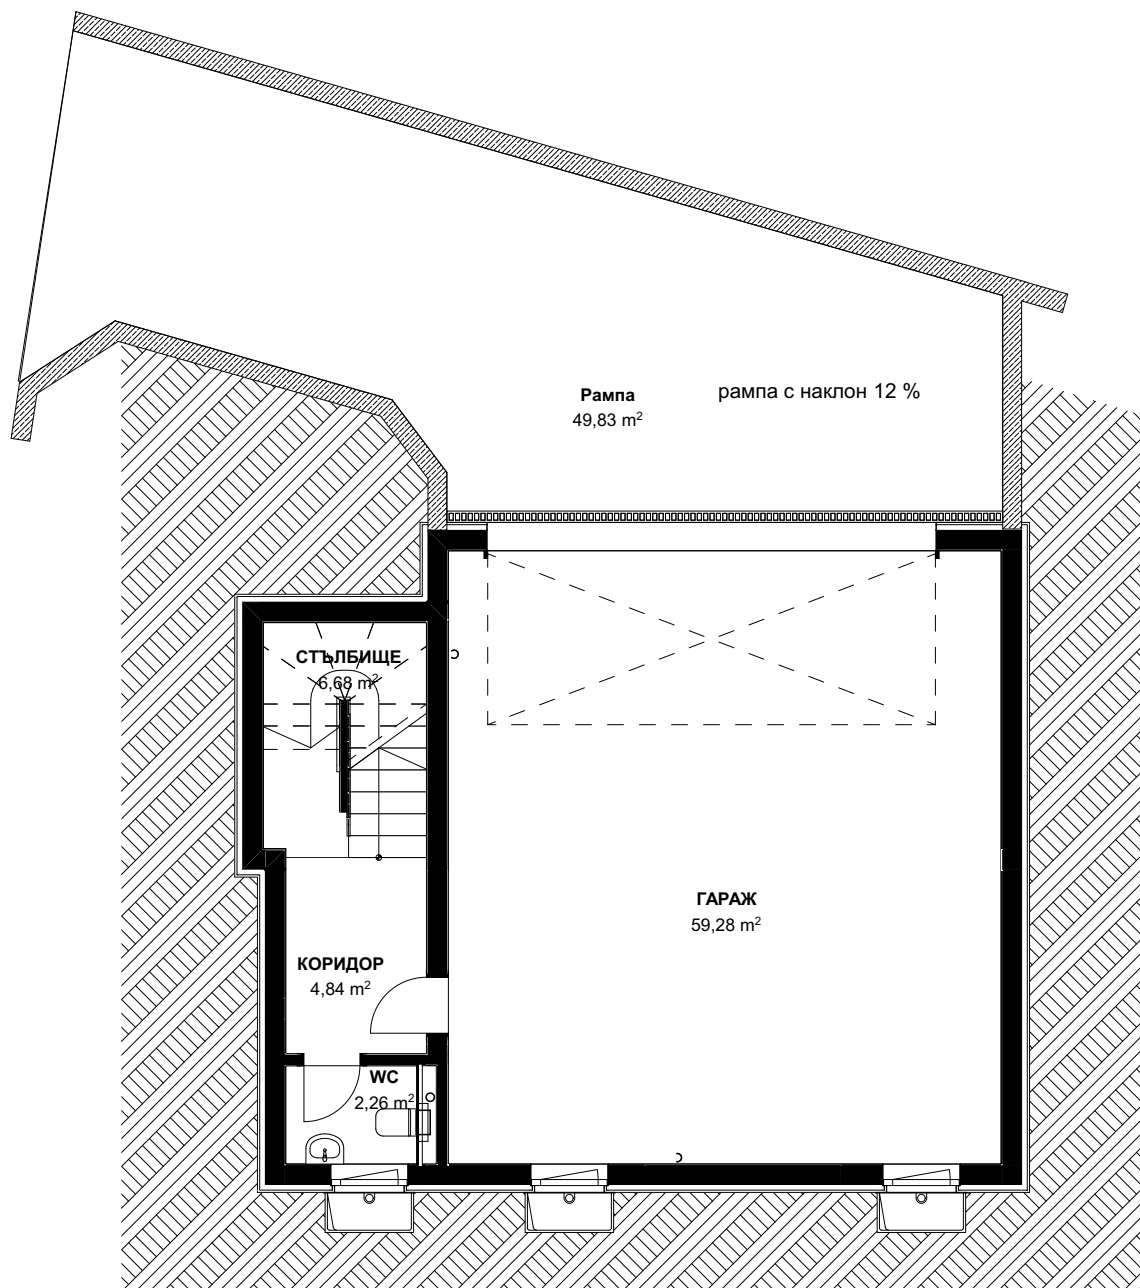 Рампа
49,83 m²
рампа с наклон 12 %
СТЪЛБИЩЕ
6,68 m²
ГАРАЖ
59,28 m²
КОРИДОР
4,84 m²
WC
2,26 m²